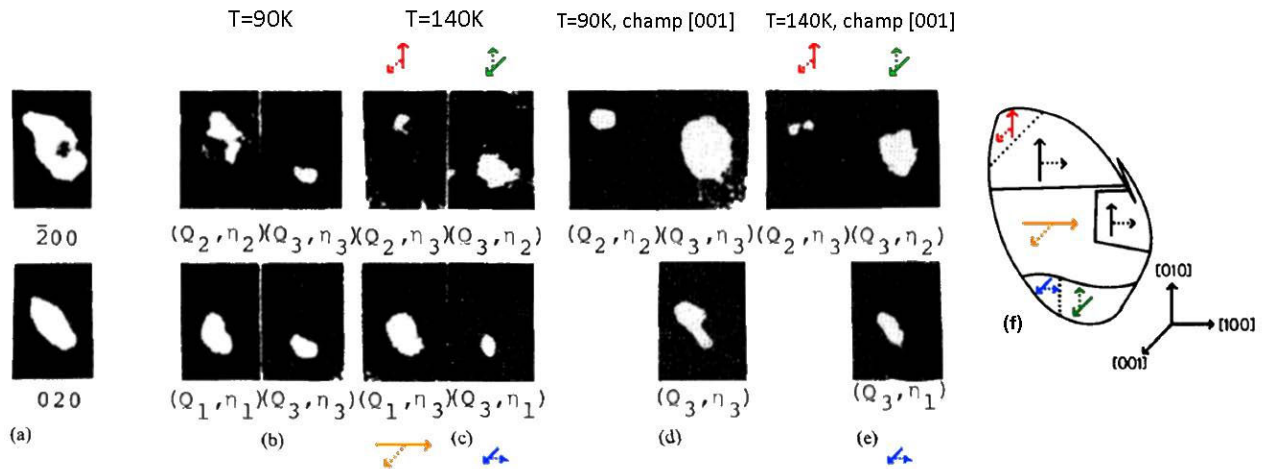 T=90K T=140K T=90K, champ [001] T=140K, champ [001]
2̅00 (Q₂,η₂)(Q₃,η₃)(Q₂,η₃)(Q₃,η₂) (Q₂,η₂)(Q₃,η₃) (Q₂,η₃)(Q₃,η₂)
020 (Q₁,η₁)(Q₃,η₃)(Q₁,η₃)(Q₃,η₁) (Q₃,η₃) (Q₃,η₁)
(a) (b) (c) (d) (e)
(f)
[010]
[100]
[001]